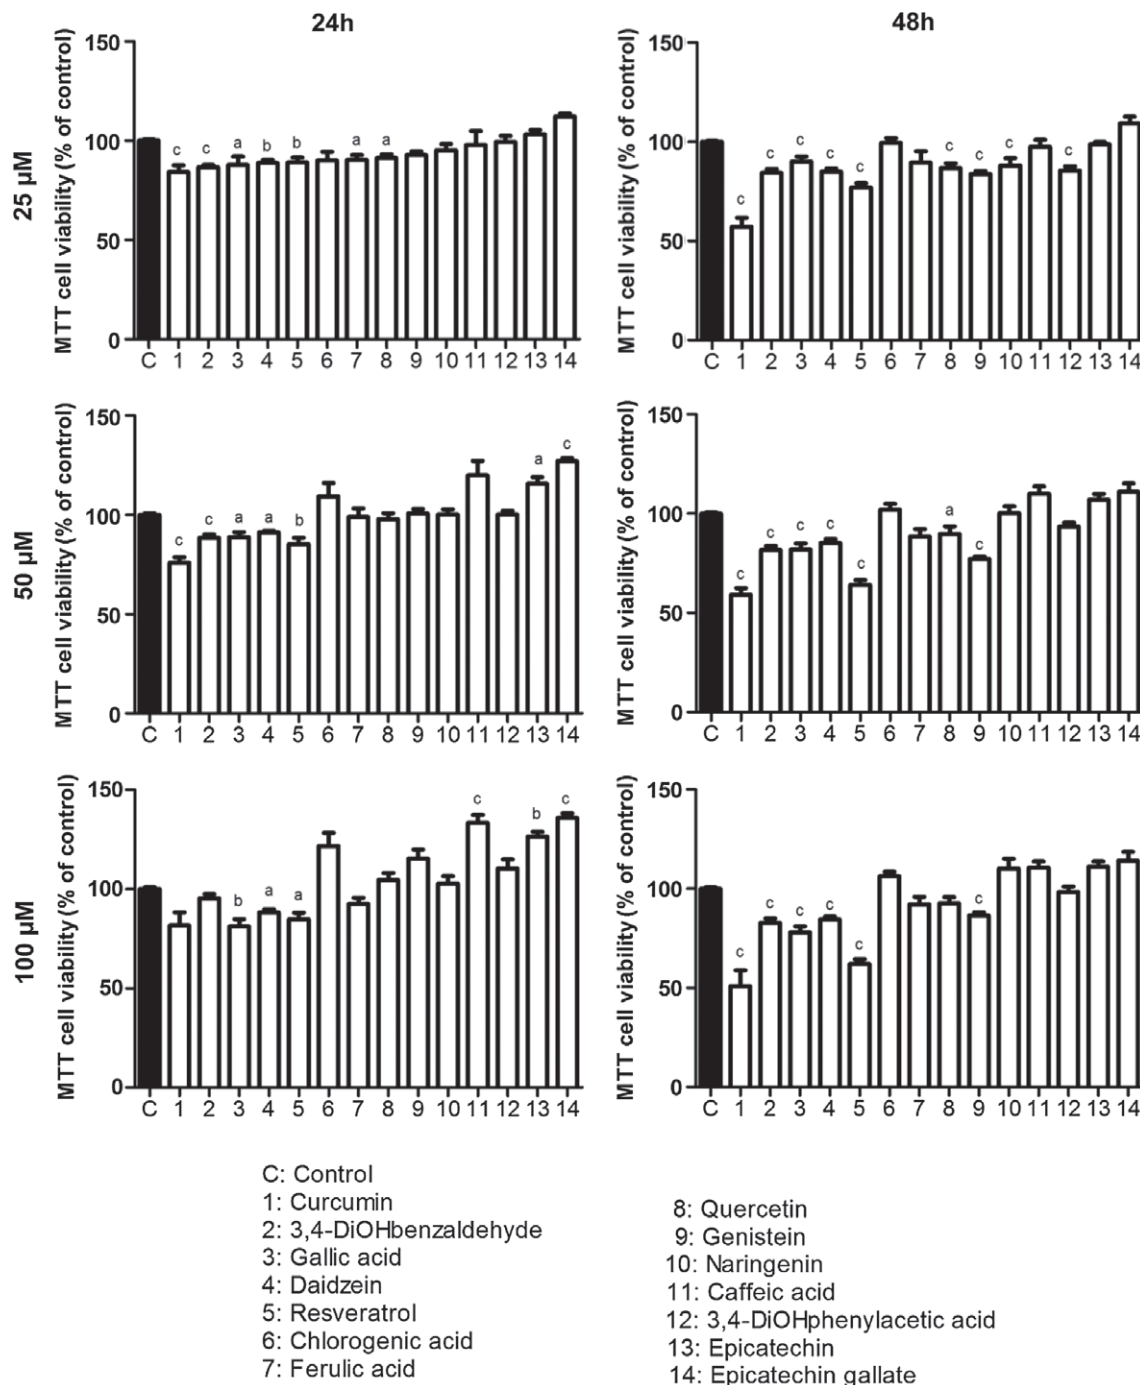 24h
48h
25 µM
MTT cell viability (% of control)
150
100
50
0
c c a b b a a
C 1 2 3 4 5 6 7 8 9 10 11 12 13 14
MTT cell viability (% of control)
150
100
50
0
c c c c c c c c c
C 1 2 3 4 5 6 7 8 9 10 11 12 13 14
50 µM
MTT cell viability (% of control)
150
100
50
0
c c a a b a c
C 1 2 3 4 5 6 7 8 9 10 11 12 13 14
MTT cell viability (% of control)
150
100
50
0
c c c c c a c
C 1 2 3 4 5 6 7 8 9 10 11 12 13 14
100 µM
MTT cell viability (% of control)
150
100
50
0
b a a c b c
C 1 2 3 4 5 6 7 8 9 10 11 12 13 14
MTT cell viability (% of control)
150
100
50
0
c c c c c c
C 1 2 3 4 5 6 7 8 9 10 11 12 13 14
C: Control
1: Curcumin
2: 3,4-DiOHbenzaldehyde
3: Gallic acid
4: Daidzein
5: Resveratrol
6: Chlorogenic acid
7: Ferulic acid
8: Quercetin
9: Genistein
10: Naringenin
11: Caffeic acid
12: 3,4-DiOHphenylacetic acid
13: Epicatechin
14: Epicatechin gallate